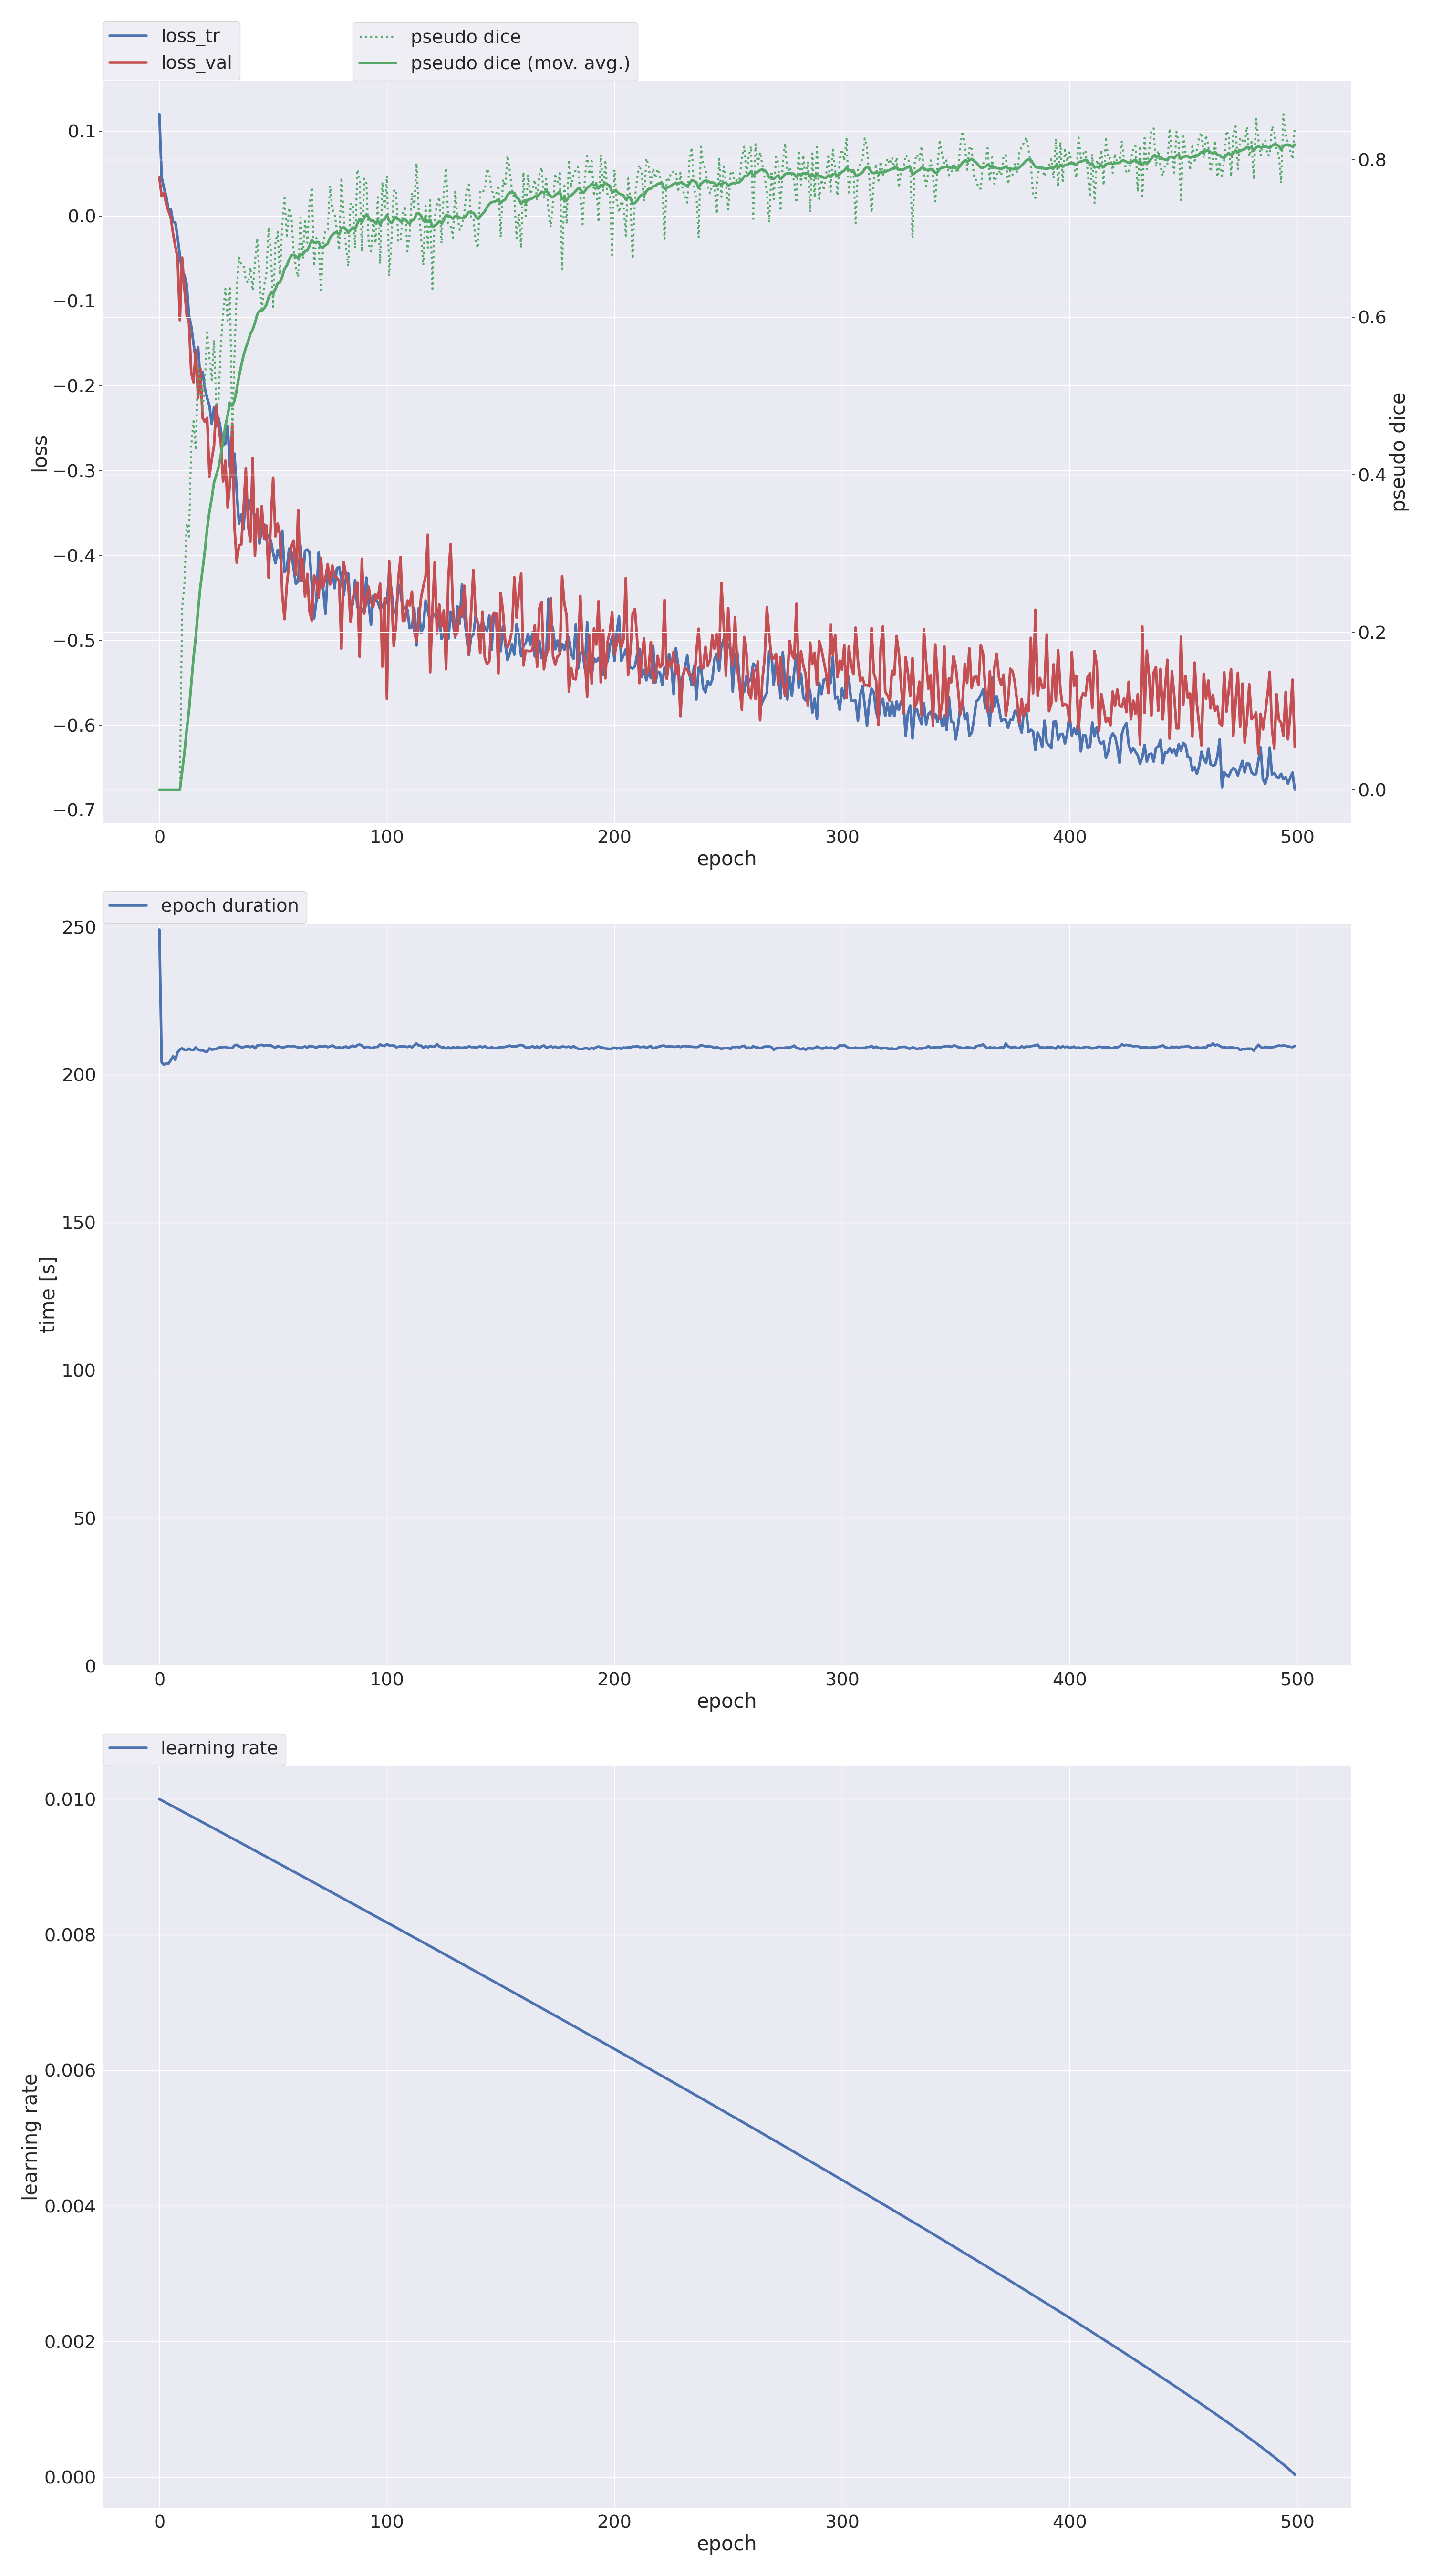 loss_tr
loss_val
pseudo dice
pseudo dice (mov. avg.)
0.1
0.0
−0.1
−0.2
−0.3
−0.4
−0.5
−0.6
−0.7
loss
0.8
0.6
0.4
0.2
0.0
pseudo dice
0 100 200 300 400 500
epoch
epoch duration
250
200
150
100
50
0
time [s]
0 100 200 300 400 500
epoch
learning rate
0.010
0.008
0.006
0.004
0.002
0.000
learning rate
0 100 200 300 400 500
epoch